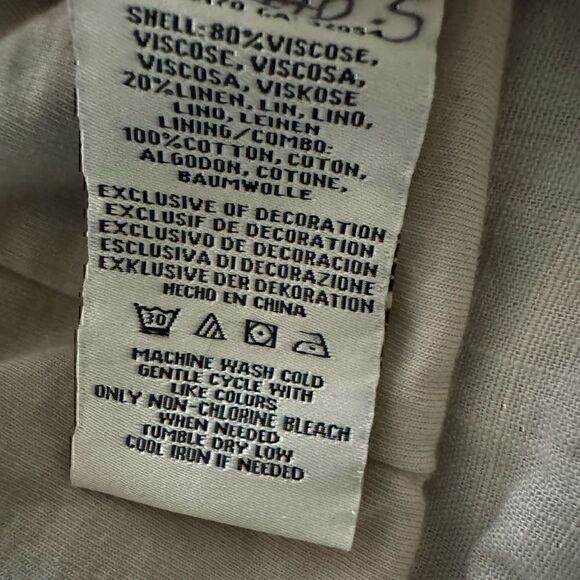 SHELL: 80% VISCOSE,
VISCOSE, VISCOSA,
VISCOSA, VISKOSE
20% LINEN, LIN, LINO,
LINO, LEINEN
LINING/COMBO:
100% COTTON, COTON,
ALGODON, COTONE,
BAUMWOLLE
EXCLUSIVE OF DECORATION
EXCLUSIF DE DECORATION
EXCLUSIVO DE DECORACION
ESCLUSIVA DI DECORAZIONE
EXKLUSIVE DER DEKORATION
HECHO EN CHINA
30
MACHINE WASH COLD
GENTLE CYCLE WITH
LIKE COLORS
ONLY NON-CHLORINE BLEACH
WHEN NEEDED
TUMBLE DRY LOW
COOL IRON IF NEEDED